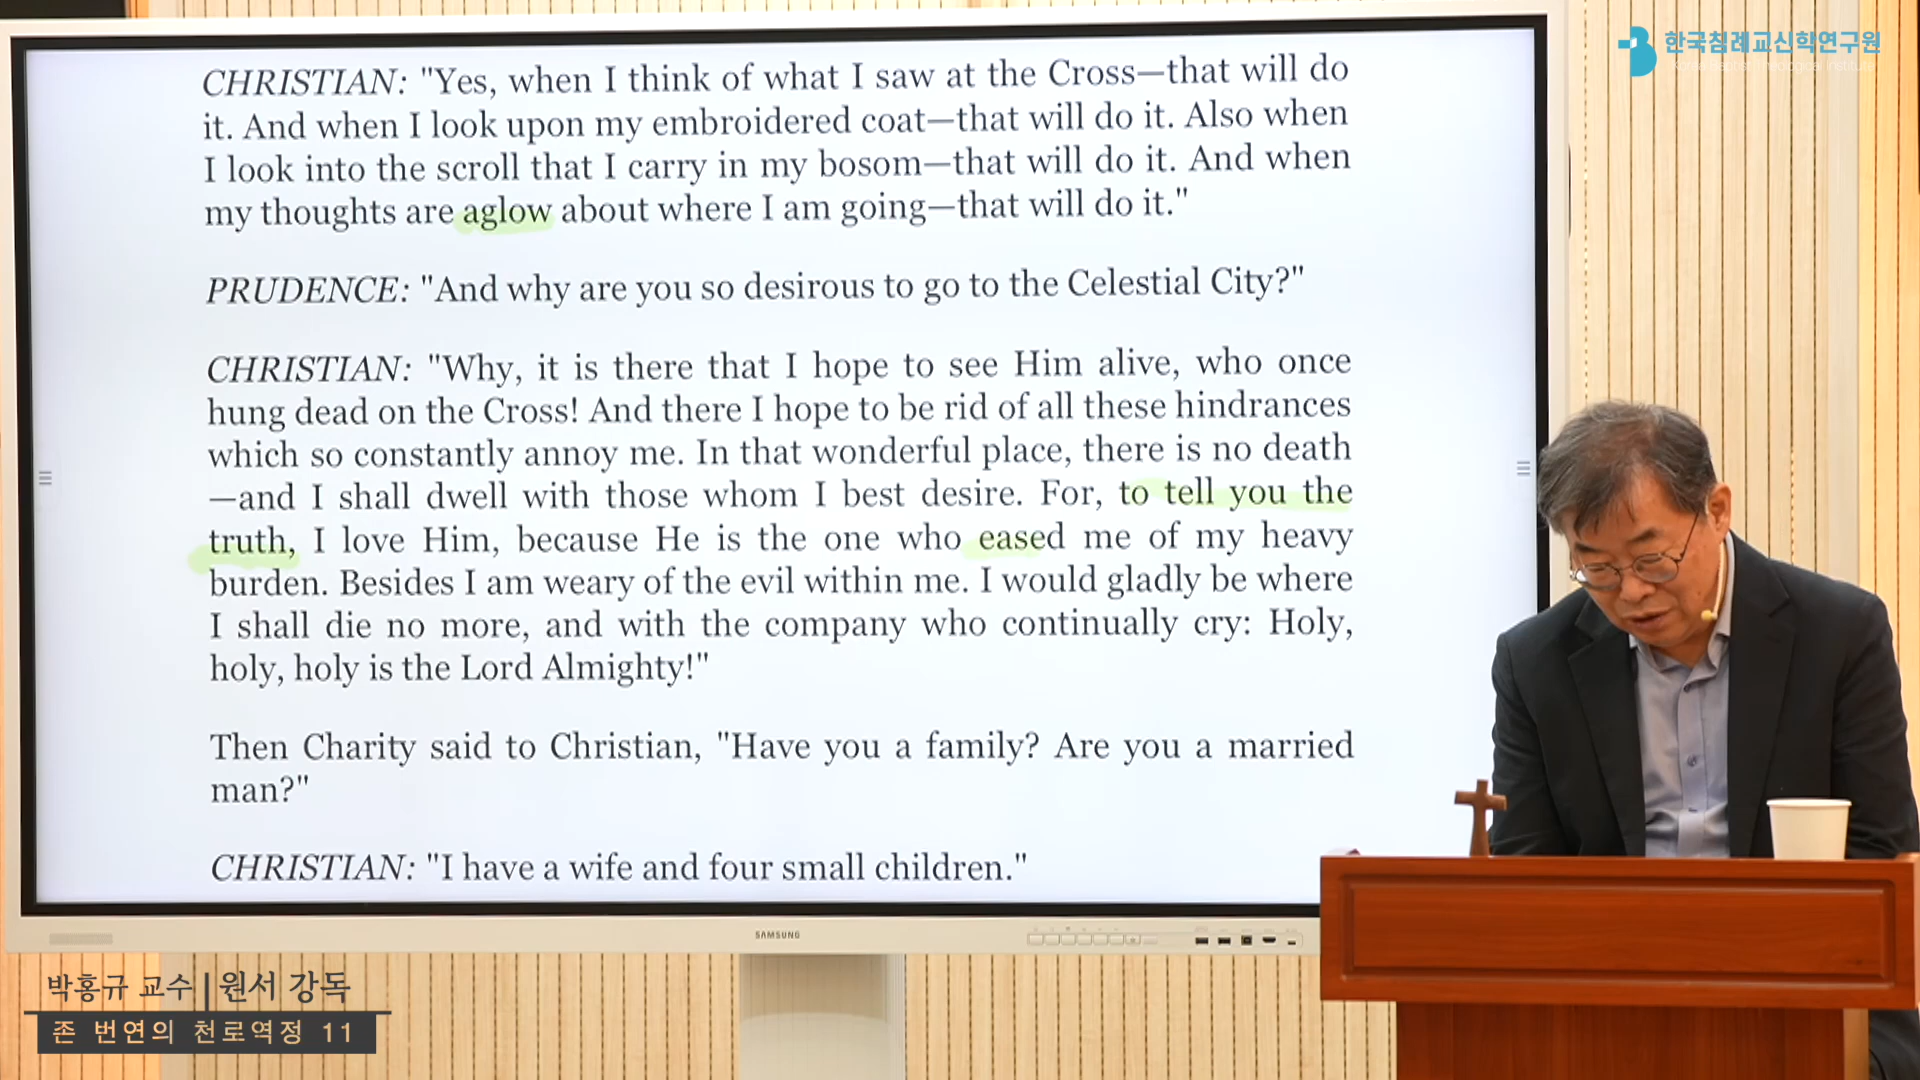 한국침례교신학연구원
CHRISTIAN: "Yes, when I think of what I saw at the Cross—that will do
it. And when I look upon my embroidered coat—that will do it. Also when
I look into the scroll that I carry in my bosom—that will do it. And when
my thoughts are aglow about where I am going—that will do it."
PRUDENCE: "And why are you so desirous to go to the Celestial City?"
CHRISTIAN: "Why, it is there that I hope to see Him alive, who once
hung dead on the Cross! And there I hope to be rid of all these hindrances
which so constantly annoy me. In that wonderful place, there is no death
—and I shall dwell with those whom I best desire. For, to tell you the
truth, I love Him, because He is the one who eased me of my heavy
burden. Besides I am weary of the evil within me. I would gladly be where
I shall die no more, and with the company who continually cry: Holy,
holy, holy is the Lord Almighty!"
Then Charity said to Christian, "Have you a family? Are you a married
man?"
CHRISTIAN: "I have a wife and four small children."
SAMSUNG
박홍규 교수 | 원서 강독
존 번연의 천로역정 11